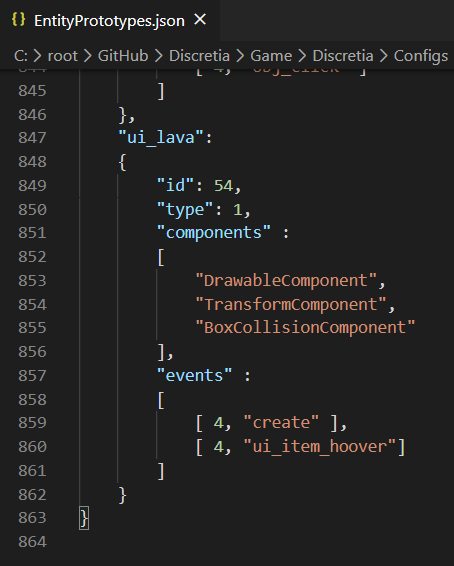 {} EntityPrototypes.json ×
C: > root > GitHub > Discretia > Game > Discretia > Configs
844 [ 4, "obj_click" ]
845 ]
846 },
847 "ui_lava":
848 {
849 "id": 54,
850 "type": 1,
851 "components" :
852 [
853 "DrawableComponent",
854 "TransformComponent",
855 "BoxCollisionComponent"
856 ],
857 "events" :
858 [
859 [ 4, "create" ],
860 [ 4, "ui_item_hoover"]
861 ]
862 }
863 }
864